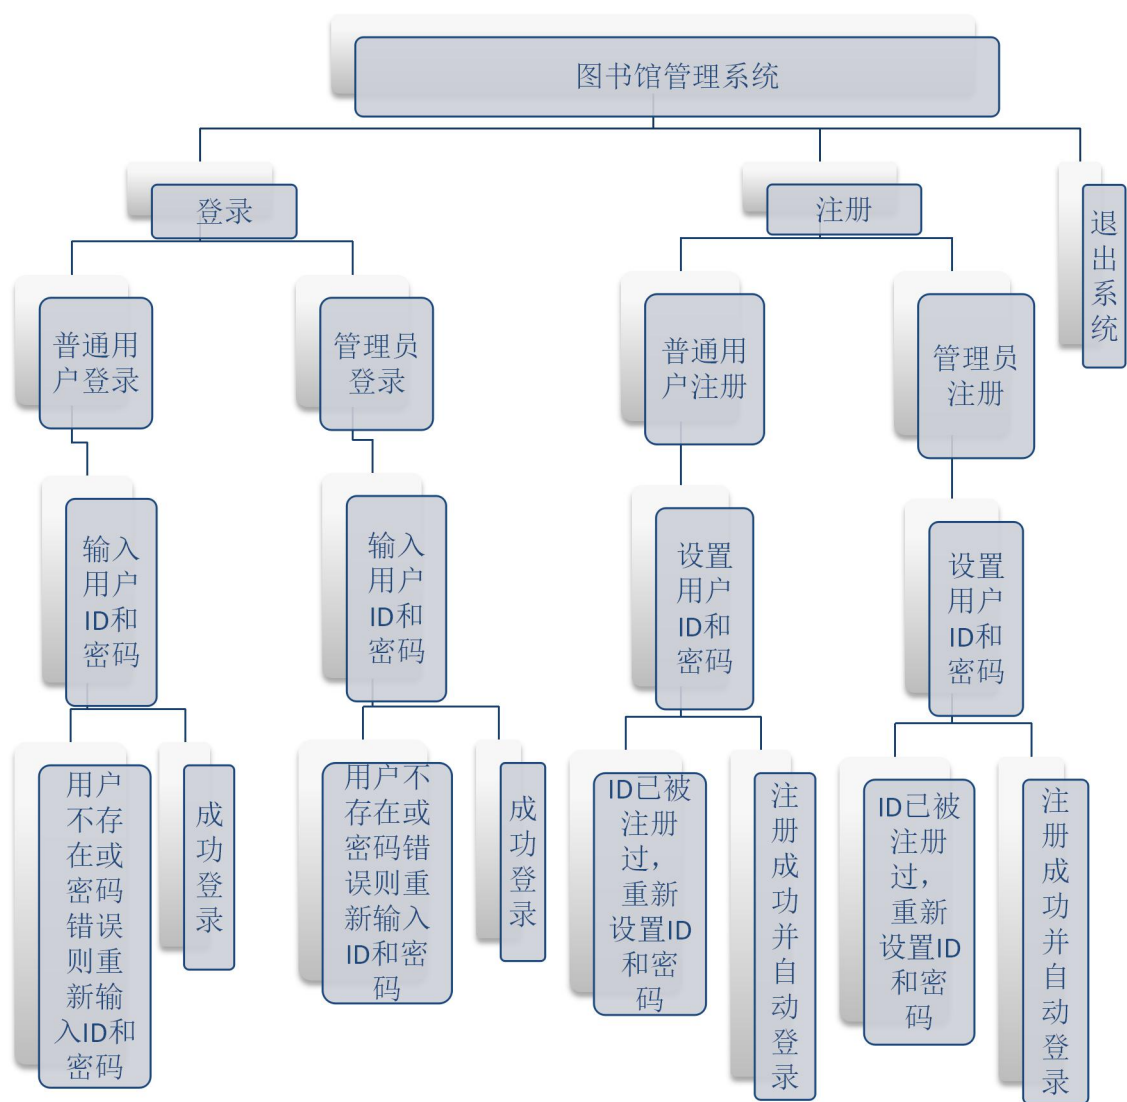 图书馆管理系统
登录
注册
退
出
系
统
普通用
户登录
管理员
登录
普通用
户注册
管理员
注册
输入
用户
ID和
密码
输入
用户
ID和
密码
设置
用户
ID和
密码
设置
用户
ID和
密码
用户
不存
在或
密码
错误
则重
新输
入ID和
密码
成
功
登
录
用户不
存在或
密码错
误则重
新输入
ID和密
码
成
功
登
录
ID已被
注册
过，
重新
设置ID
和密
码
注
册
成
功
并
自
动
登
录
ID已被
注册
过，
重新
设置ID
和密
码
注
册
成
功
并
自
动
登
录